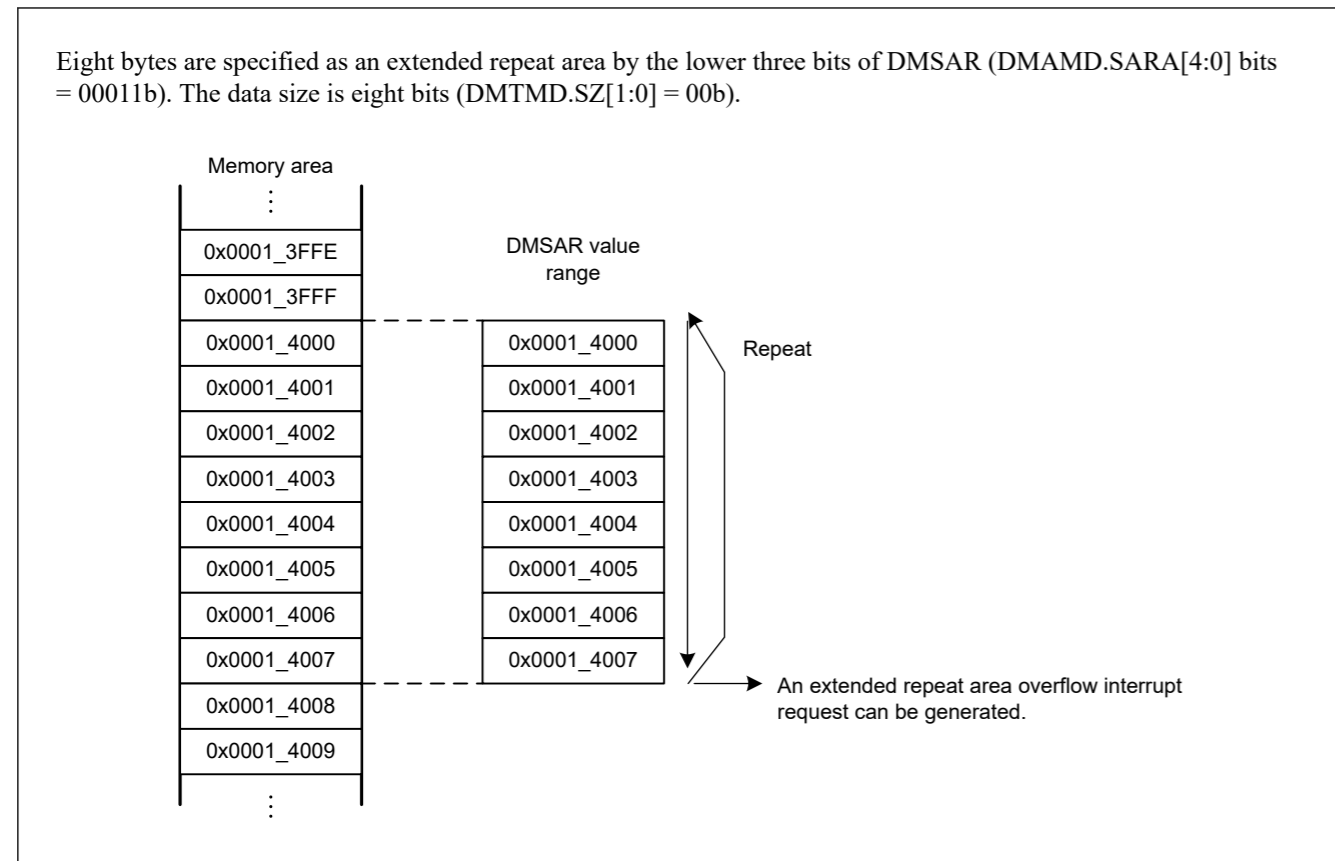 Eight bytes are specified as an extended repeat area by the lower three bits of DMSAR (DMAMD.SARA[4:0] bits
= 00011b). The data size is eight bits (DMTMD.SZ[1:0] = 00b).
Memory area
⋮
0x0001_3FFE
0x0001_3FFF
0x0001_4000
0x0001_4001
0x0001_4002
0x0001_4003
0x0001_4004
0x0001_4005
0x0001_4006
0x0001_4007
0x0001_4008
0x0001_4009
⋮
DMSAR value
range
0x0001_4000
0x0001_4001
0x0001_4002
0x0001_4003
0x0001_4004
0x0001_4005
0x0001_4006
0x0001_4007
Repeat
An extended repeat area overflow interrupt
request can be generated.